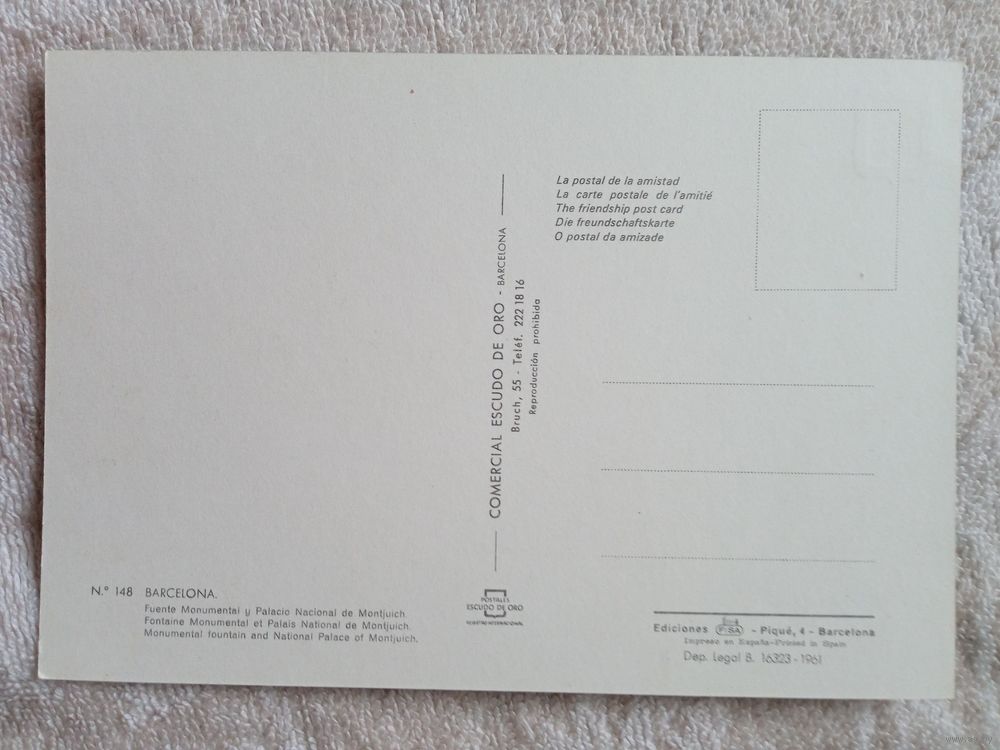 La postal de la amistad
La carte postale de l'amitié
The friendship post card
Die freundschaftskarte
O postal da amizade
COMERCIAL ESCUDO DE ORO - BARCELONA
Bruch, 55 - Teléf. 222 18 16
Reproducción prohibida
N.º 148 BARCELONA.
Fuente Monumental y Palacio Nacional de Montjuich
Fontaine Monumental et Palais National de Montjuich.
Monumental fountain and National Palace of Montjuich.
POSTALES
ESCUDO DE ORO
REGISTRO INTERNACIONAL
Ediciones FISA - Piqué, 4 - Barcelona
Impreso en España-Printed in Spain
Dep. Legal B. 16323-1961